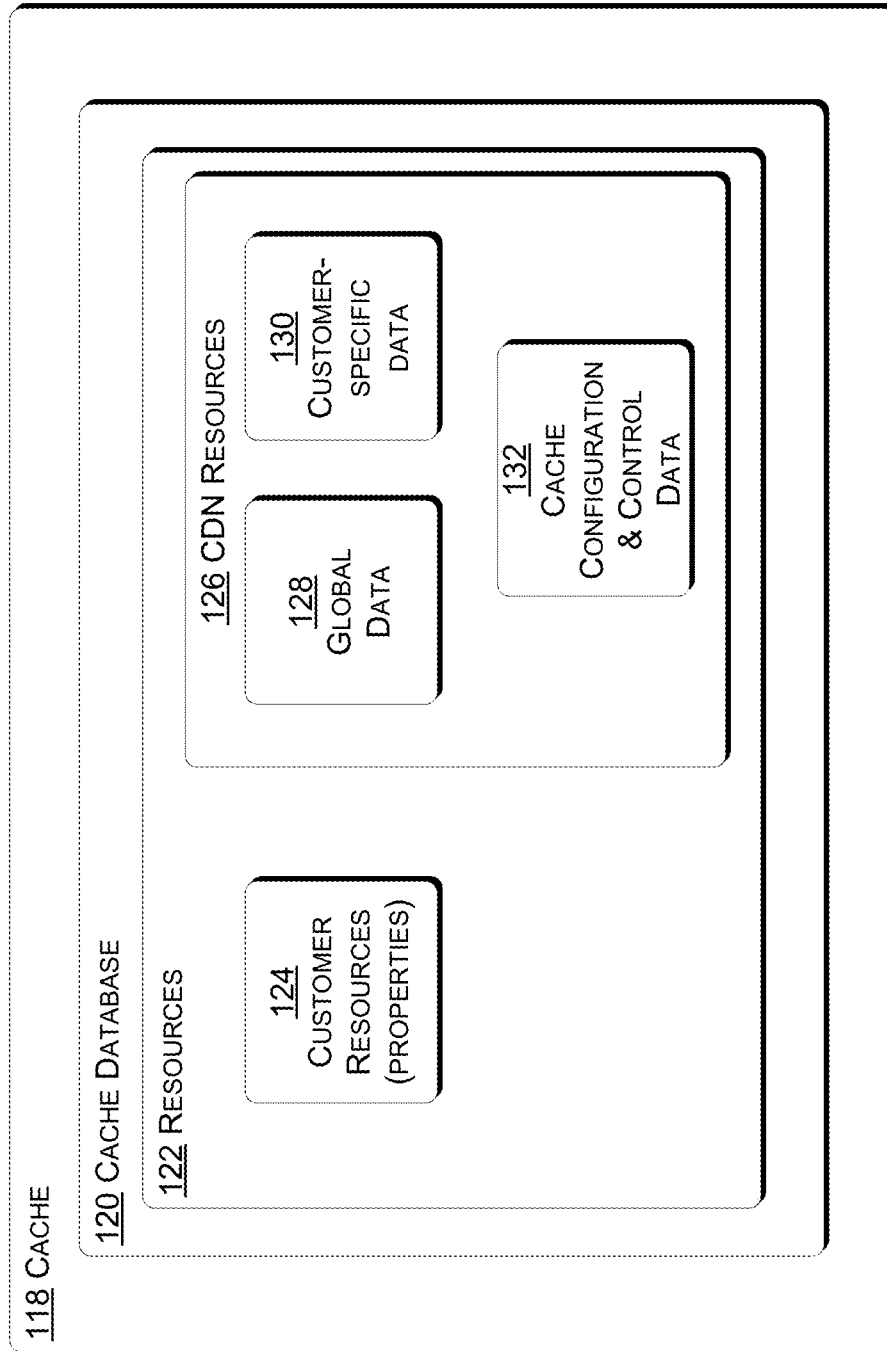 118 CACHE
120 CACHE DATABASE
122 RESOURCES
124
CUSTOMER
RESOURCES
(PROPERTIES)
126 CDN RESOURCES
128
GLOBAL
DATA
130
CUSTOMER-
SPECIFIC
DATA
132
CACHE
CONFIGURATION
& CONTROL
DATA